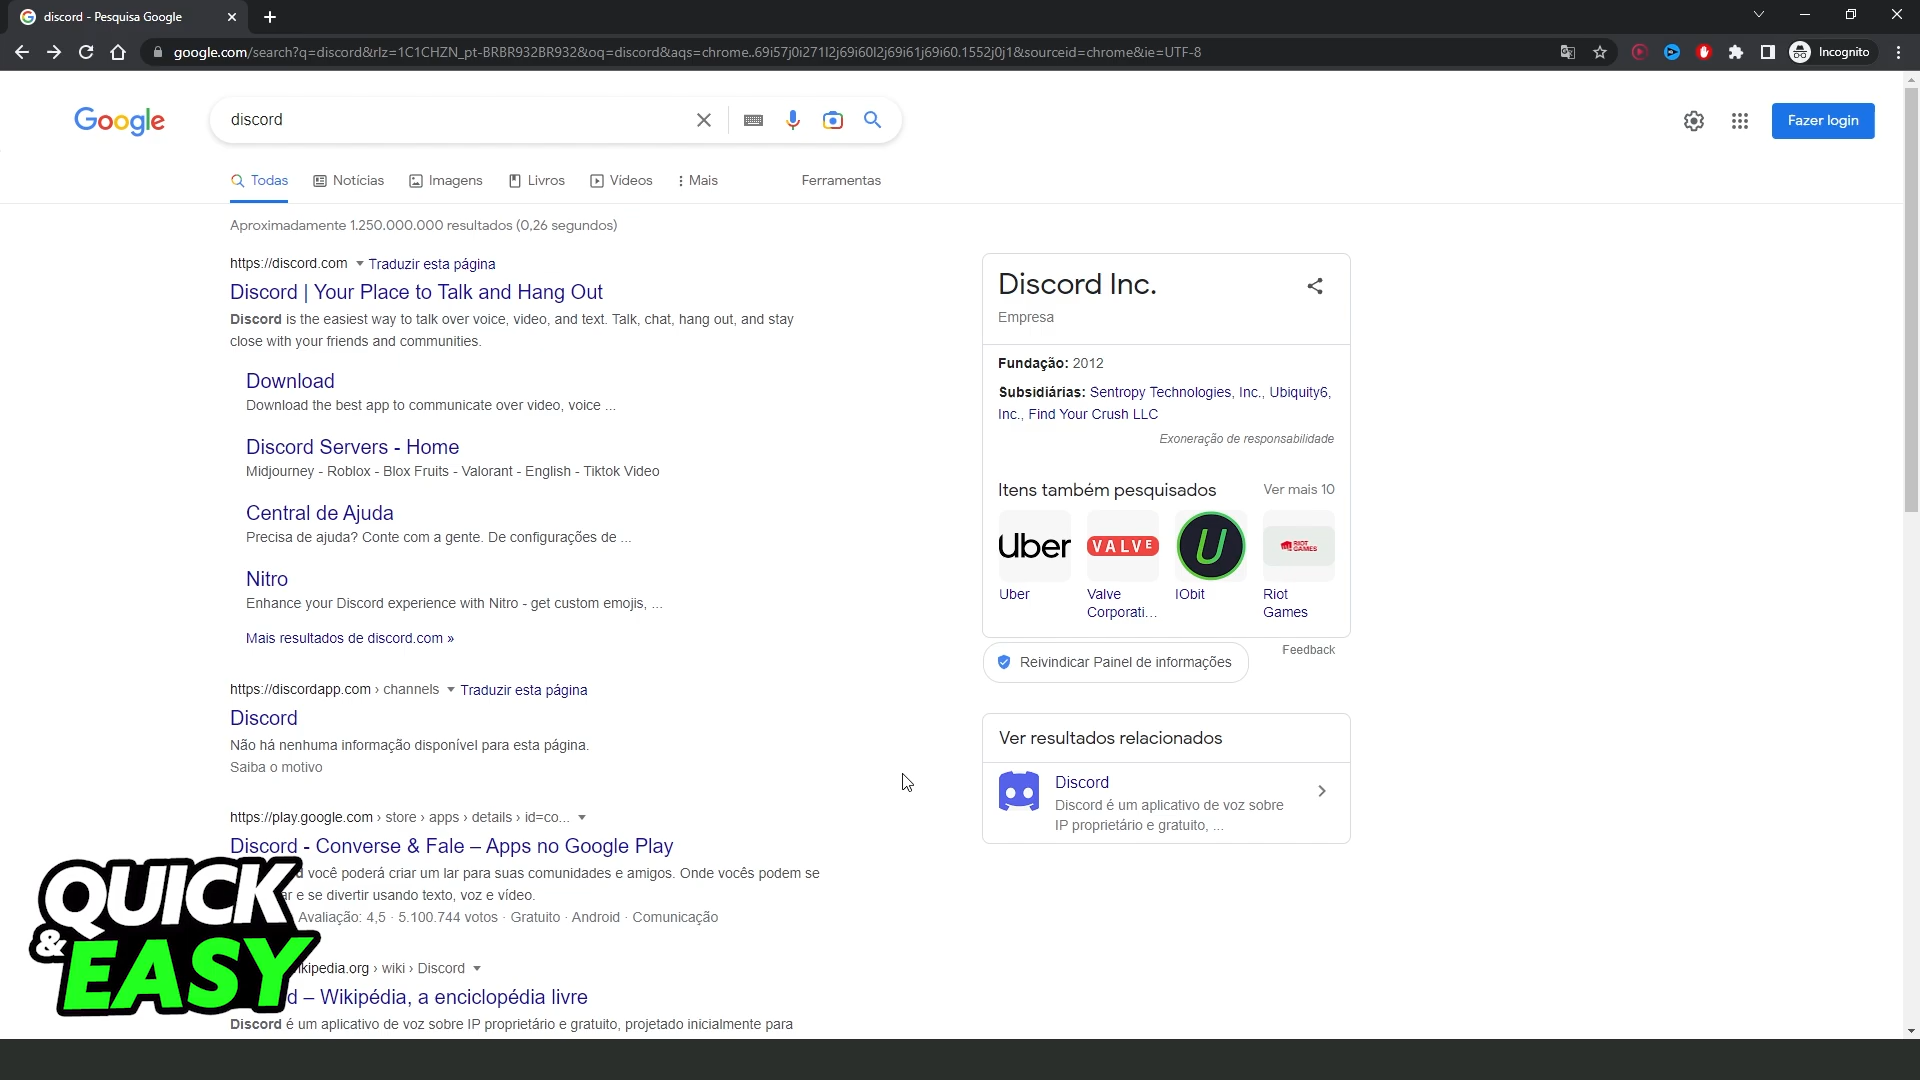 discord - Pesquisa Google
google.com/search?q=discord&rlz=1C1CHZN_pt-BRBR932BR932&oq=discord&aqs=chrome..69i57j0i271l2j69i60l2j69i61j69i60.1552j0j1&sourceid=chrome&ie=UTF-8
Incognito
Google
discord
Fazer login
Todas
Notícias
Imagens
Livros
Vídeos
Mais
Ferramentas
Aproximadamente 1.250.000.000 resultados (0,26 segundos)
https://discord.com Traduzir esta página
Discord | Your Place to Talk and Hang Out
Discord is the easiest way to talk over voice, video, and text. Talk, chat, hang out, and stay
close with your friends and communities.
Download
Download the best app to communicate over video, voice ...
Discord Servers - Home
Midjourney - Roblox - Blox Fruits - Valorant - English - Tiktok Video
Central de Ajuda
Precisa de ajuda? Conte com a gente. De configurações de ...
Nitro
Enhance your Discord experience with Nitro - get custom emojis, ...
Mais resultados de discord.com »
https://discordapp.com › channels Traduzir esta página
Discord
Não há nenhuma informação disponível para esta página.
Saiba o motivo
https://play.google.com › store › apps › details › id=co...
Discord - Converse & Fale – Apps no Google Play
você poderá criar um lar para suas comunidades e amigos. Onde vocês podem se
e se divertir usando texto, voz e vídeo.
Avaliação: 4,5 · 5.100.744 votos · Gratuito · Android · Comunicação
kipedia.org › wiki › Discord
d – Wikipédia, a enciclopédia livre
Discord é um aplicativo de voz sobre IP proprietário e gratuito, projetado inicialmente para
Discord Inc.
Empresa
Fundação: 2012
Subsidiárias: Sentropy Technologies, Inc., Ubiquity6,
Inc., Find Your Crush LLC
Exoneração de responsabilidade
Itens também pesquisados
Ver mais 10
Uber
VALVE
U
RIOT
GAMES
Uber
Valve
Corporati...
IObit
Riot
Games
Feedback
Reivindicar Painel de informações
Ver resultados relacionados
Discord
Discord é um aplicativo de voz sobre
IP proprietário e gratuito, ...
QUICK
& EASY